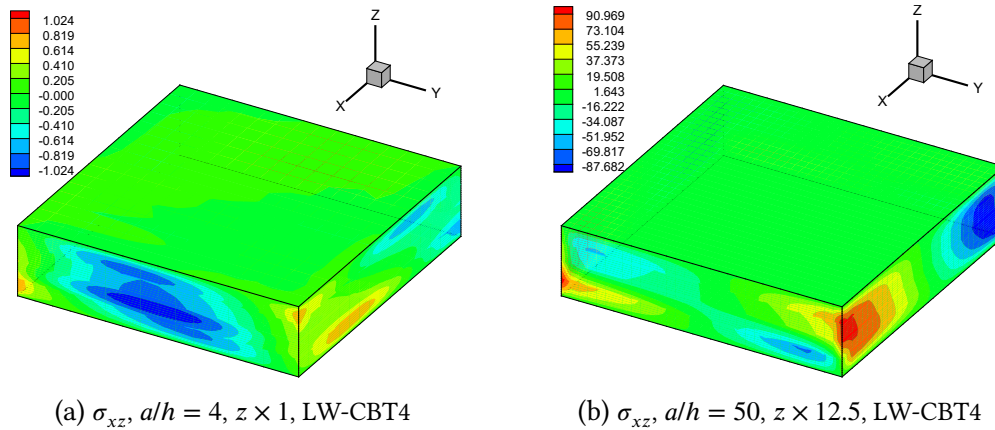 1.024
0.819
0.614
0.410
0.205
-0.000
-0.205
-0.410
-0.614
-0.819
-1.024
Z
X
Y
(a) σxz, a/h = 4, z × 1, LW-CBT4
90.969
73.104
55.239
37.374
19.508
1.643
-16.222
-34.087
-51.952
-69.817
-87.682
Z
X
Y
(b) σxz, a/h = 50, z × 12.5, LW-CBT4